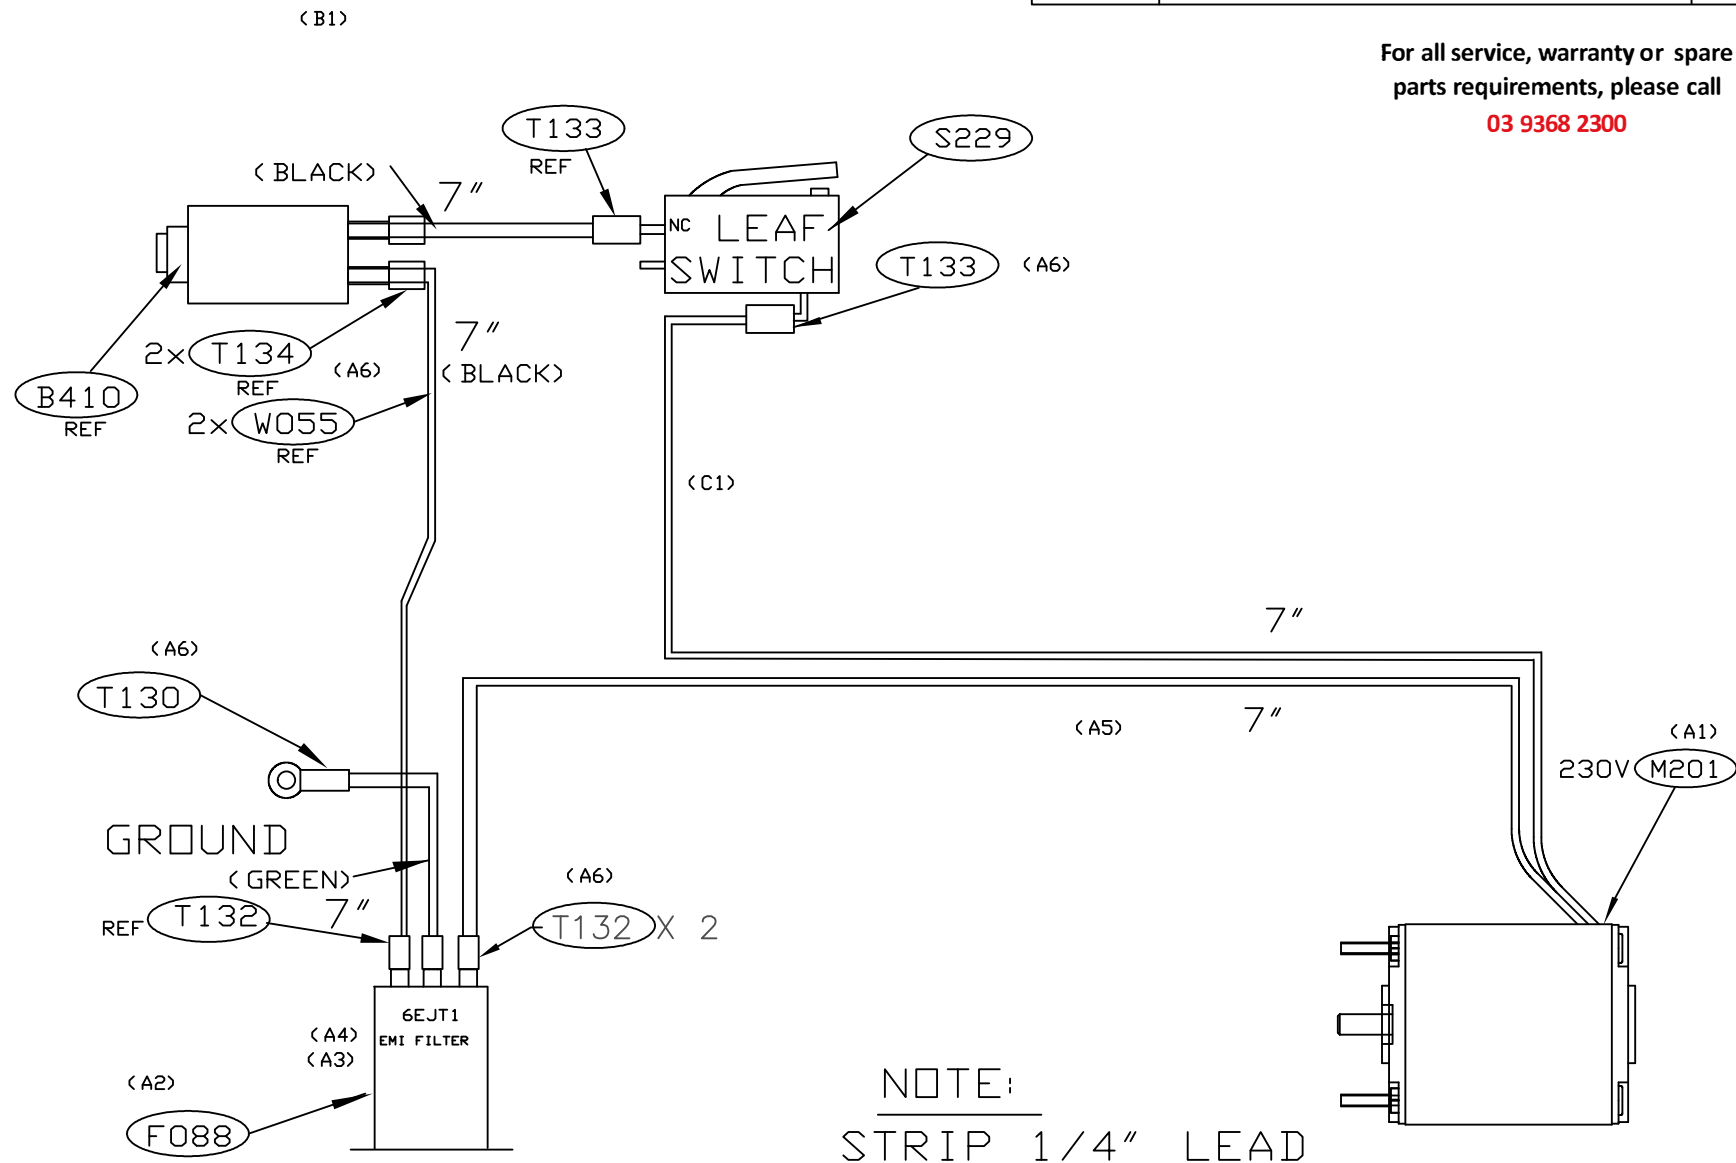 (B1)
For all service, warranty or spare
parts requirements, please call
03 9368 2300
T133
REF
S229
(BLACK)
7"
NC LEAF
SWITCH
T133 (A6)
2x T134 (A6)
REF
7"
(BLACK)
B410
REF
2x W055
REF
(C1)
7"
(A6)
T130
7"
(A5)
(A1)
230V M201
GROUND
(GREEN)
7"
REF T132
(A6)
T132 X 2
6EJT1
EMI FILTER
(A4)
(A3)
(A2)
F088
NOTE:
STRIP 1/4" LEAD